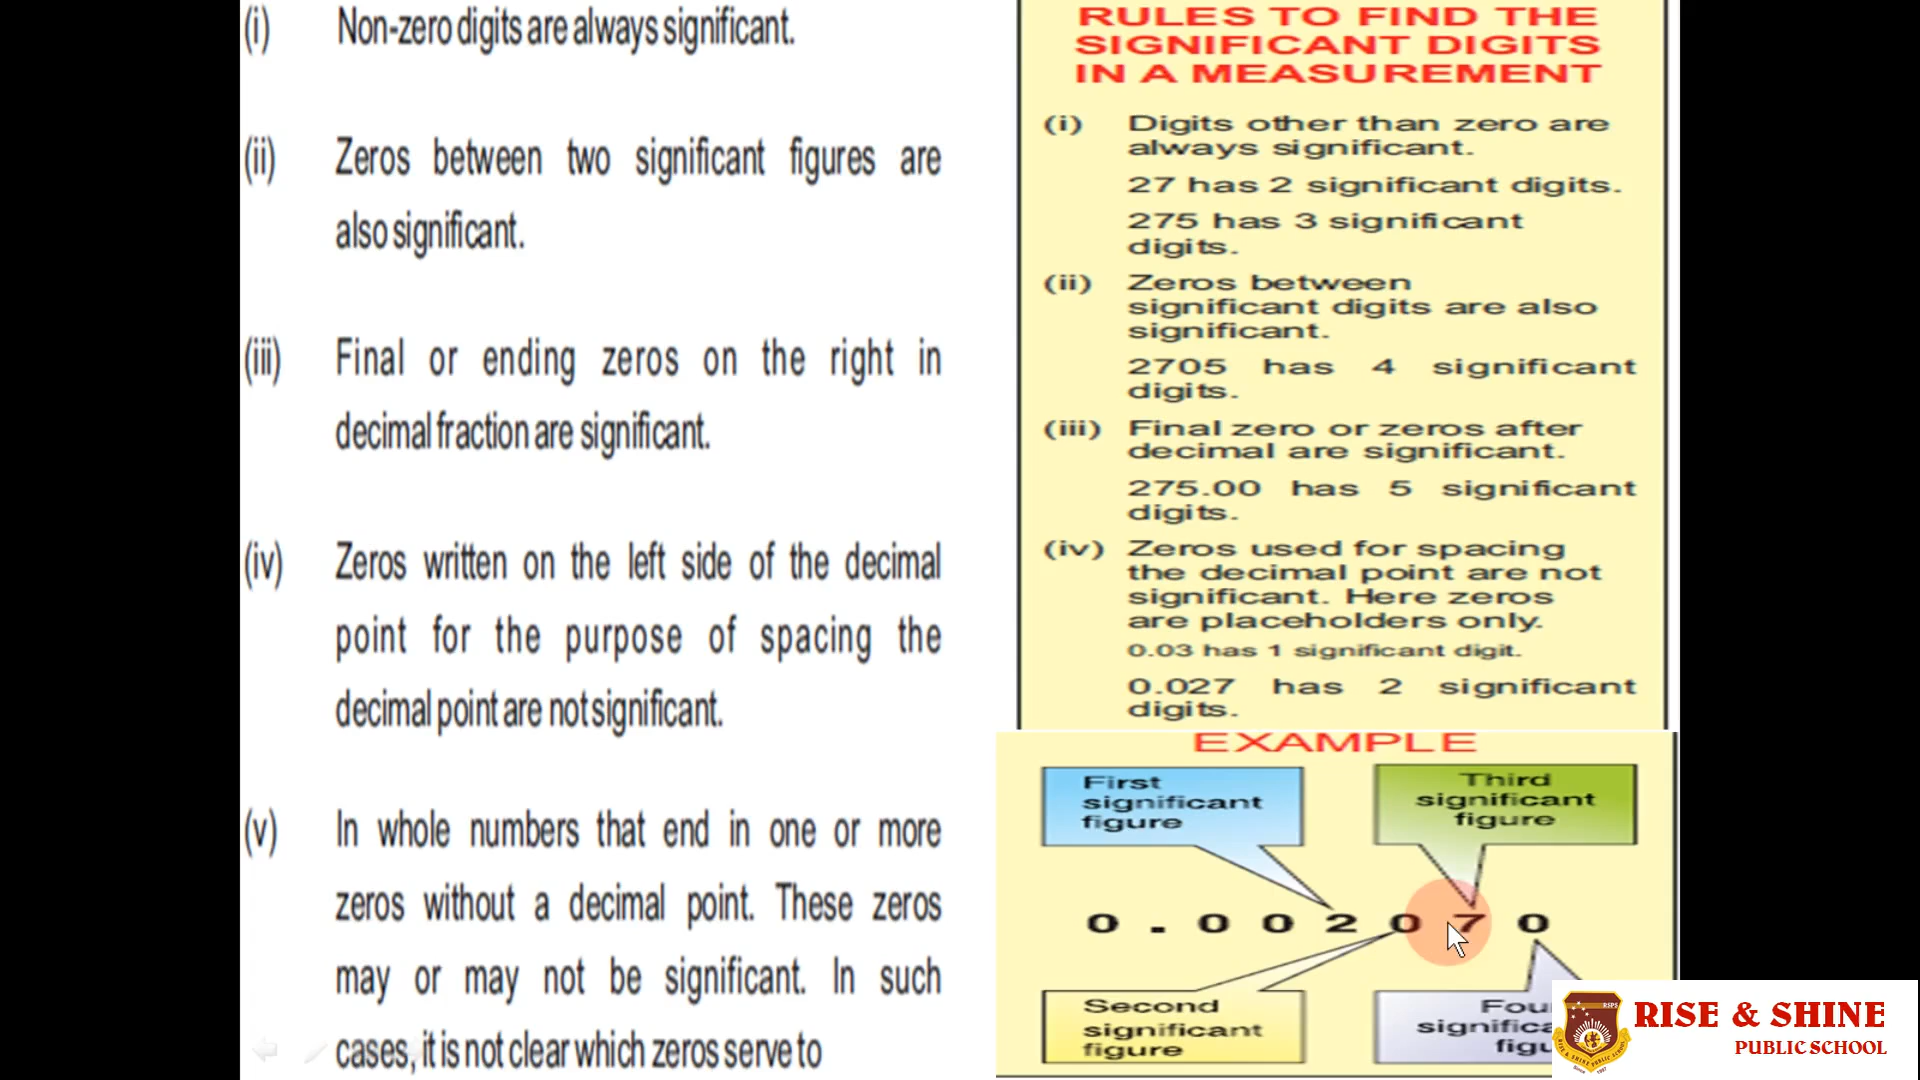 (i) Non-zero digits are always significant.
(ii) Zeros between two significant figures are
also significant.
(iii) Final or ending zeros on the right in
decimal fraction are significant.
(iv) Zeros written on the left side of the decimal
point for the purpose of spacing the
decimal point are not significant.
(v) In whole numbers that end in one or more
zeros without a decimal point. These zeros
may or may not be significant. In such
cases, it is not clear which zeros serve to
RULES TO FIND THE
SIGNIFICANT DIGITS
IN A MEASUREMENT
(i) Digits other than zero are
always significant.
27 has 2 significant digits.
275 has 3 significant
digits.
(ii) Zeros between
significant digits are also
significant.
2705 has 4 significant
digits.
(iii) Final zero or zeros after
decimal are significant.
275.00 has 5 significant
digits.
(iv) Zeros used for spacing
the decimal point are not
significant. Here zeros
are placeholders only.
0.03 has 1 significant digit.
0.027 has 2 significant
digits.
EXAMPLE
First
significant
figure
Third
significant
figure
0.002070
Second
significant
figure
RSPS
RISE & SHINE
PUBLIC SCHOOL